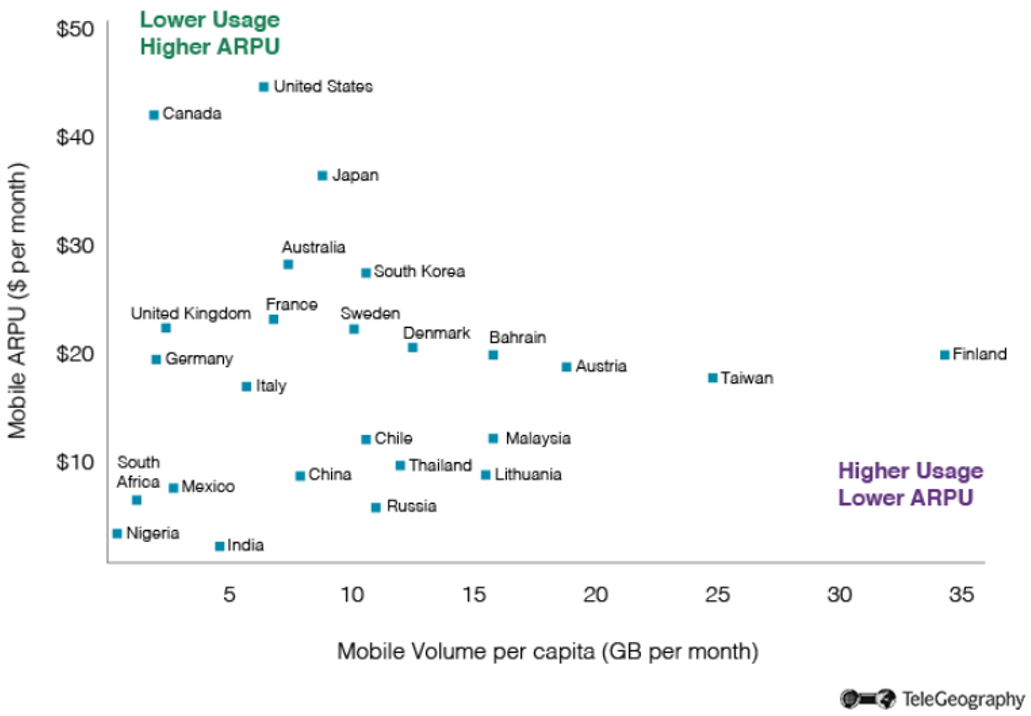 Lower Usage
Higher ARPU
$50
$40
$30
$20
$10
Mobile ARPU ($ per month)
United States
Canada
Japan
Australia
South Korea
France
United Kingdom
Sweden
Denmark
Bahrain
Finland
Germany
Austria
Taiwan
Italy
Chile
Malaysia
South
Africa
Thailand
China
Lithuania
Mexico
Russia
Nigeria
India
Higher Usage
Lower ARPU
5 10 15 20 25 30 35
Mobile Volume per capita (GB per month)
TeleGeography